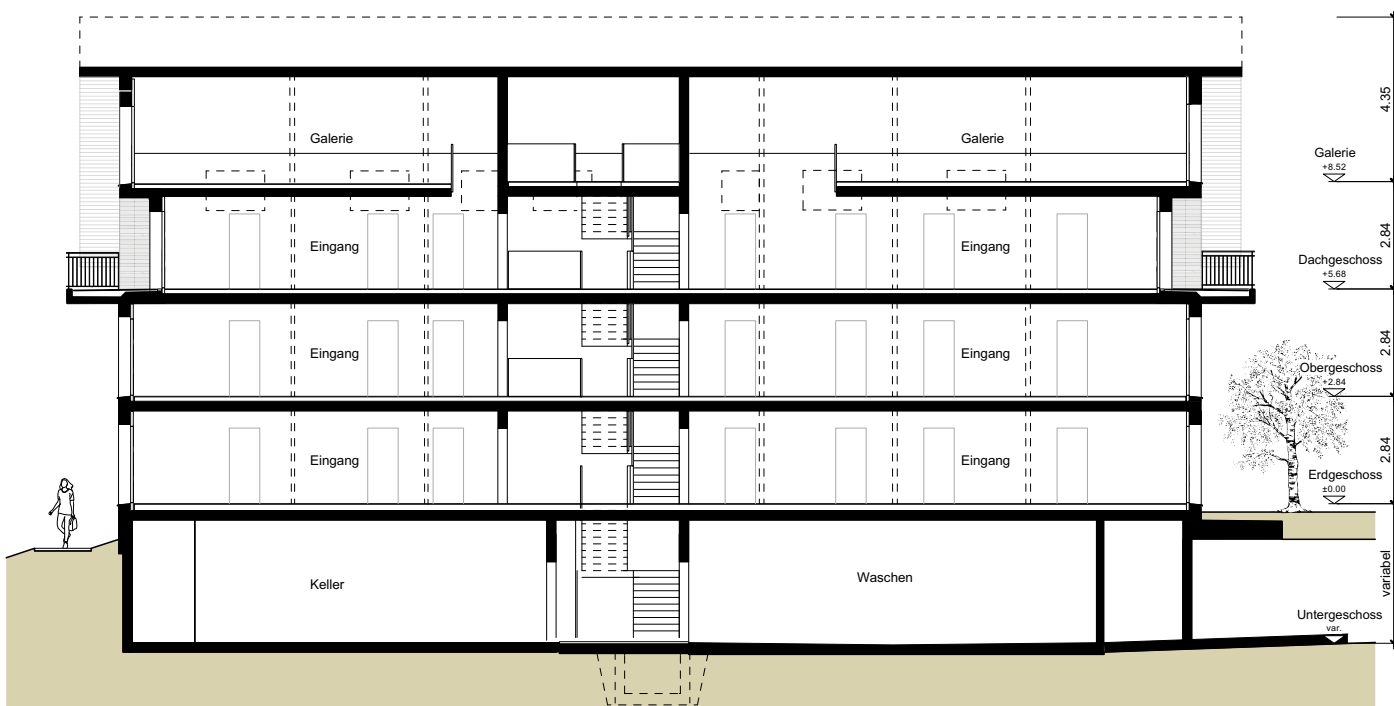 4.35
Galerie
Galerie
Galerie
+8.52
2.84
Eingang
Eingang
Dachgeschoss
+5.68
2.84
Eingang
Eingang
Obergeschoss
+2.84
2.84
Eingang
Eingang
Erdgeschoss
±0.00
variabel
Keller
Waschen
Untergeschoss
var.